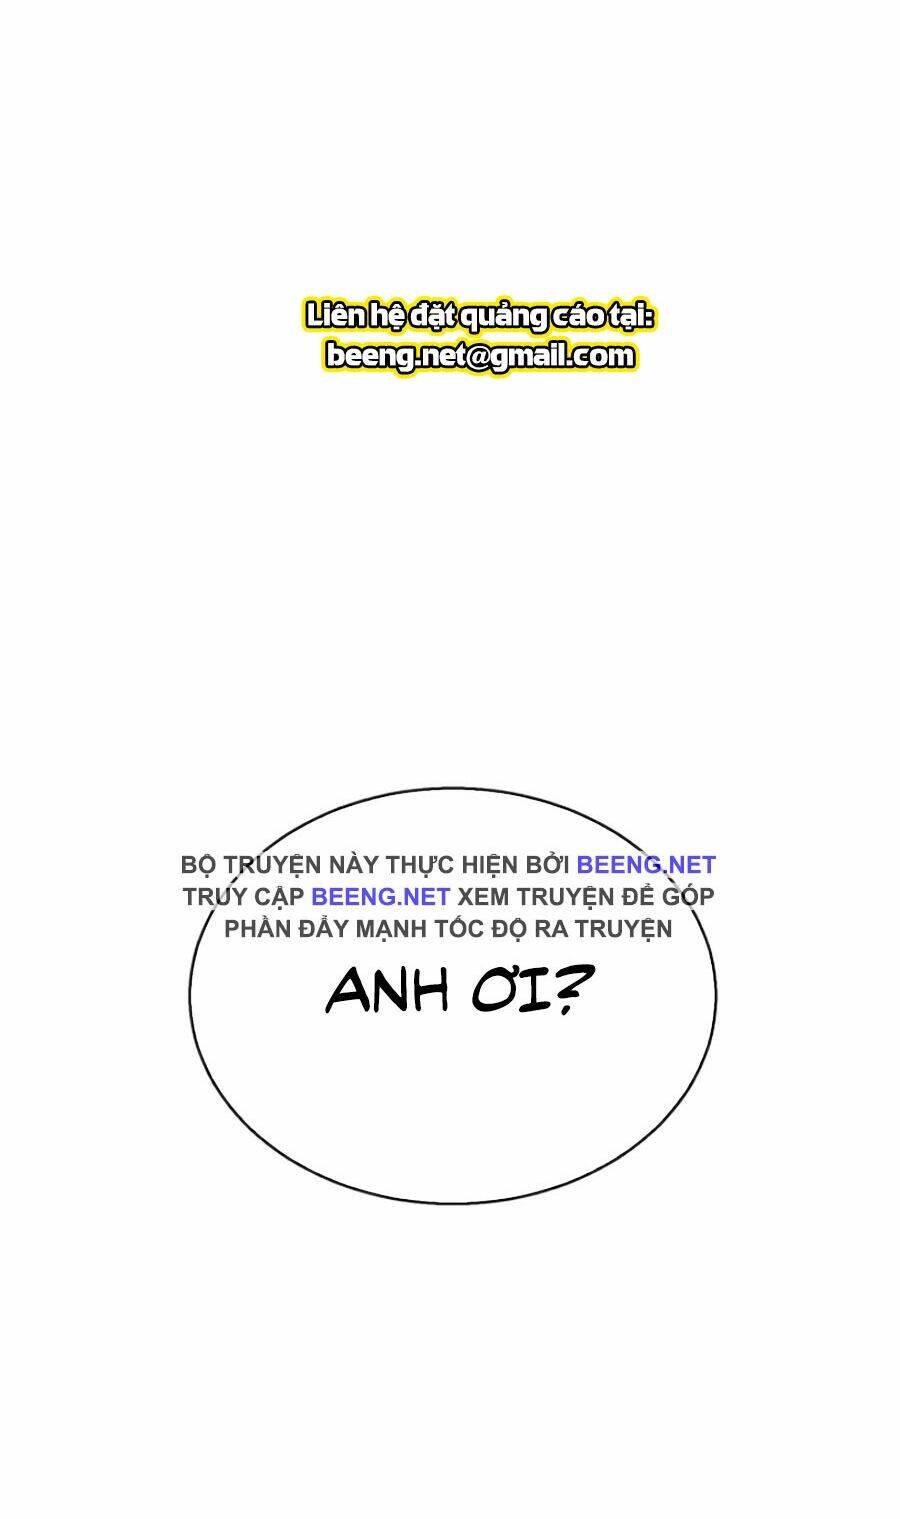 Liên hệ đặt quảng cáo tại:
beeng.net@gmail.com
BỘ TRUYỆN NÀY THỰC HIỆN BỞI BEENG.NET
TRUY CẬP BEENG.NET XEM TRUYỆN ĐỂ GÓP
PHẦN ĐẨY MẠNH TỐC ĐỘ RA TRUYỆN
ANH ƠI?